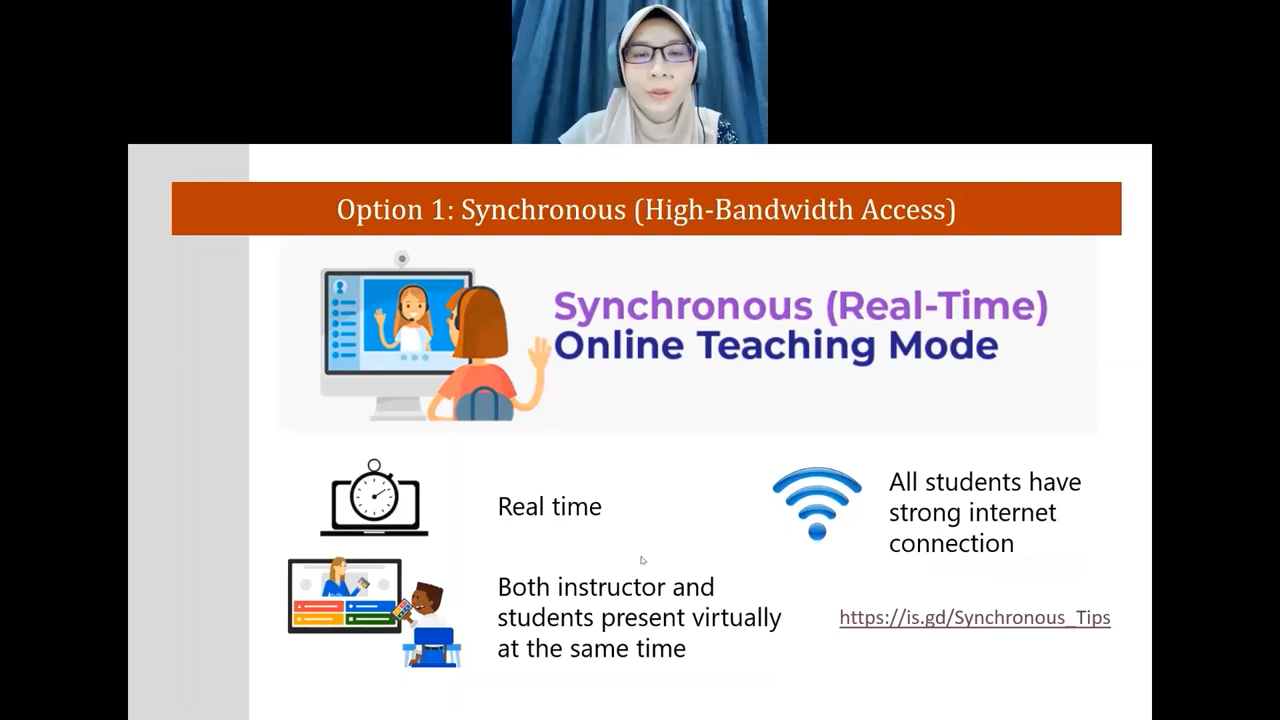 Option 1: Synchronous (High-Bandwidth Access)
Synchronous (Real-Time)
Online Teaching Mode
Real time
All students have
strong internet
connection
Both instructor and
students present virtually
at the same time
https://is.gd/Synchronous_Tips